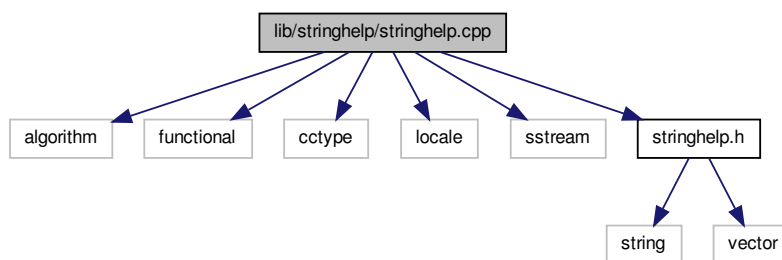 lib/stringhelp/stringhelp.cpp
algorithm
functional
cctype
locale
sstream
stringhelp.h
string
vector